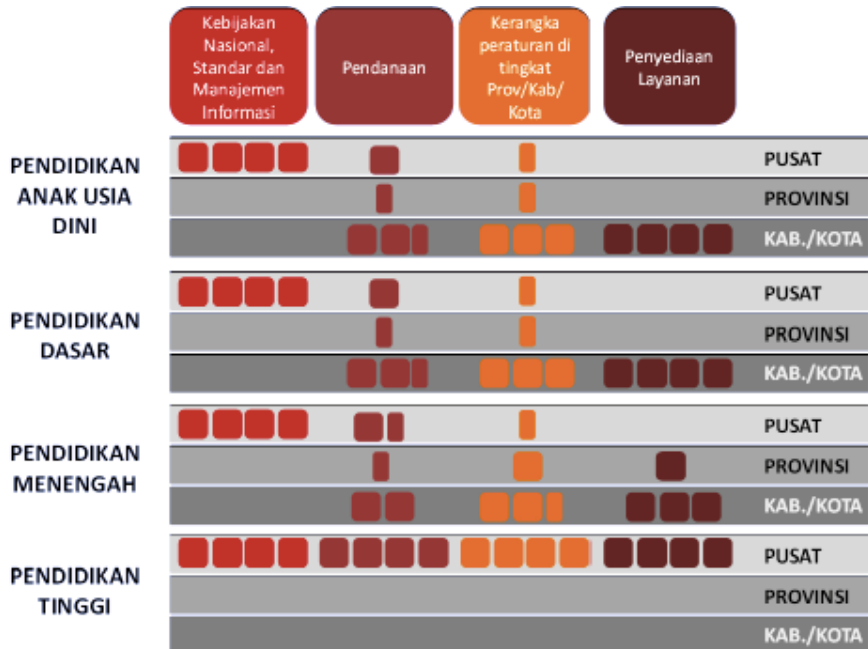 Kebijakan
Nasional,
Standar dan
Manajemen
Informasi
Pendanaan
Kerangka
peraturan di
tingkat
Prov/Kab/
Kota
Penyediaan
Layanan
PENDIDIKAN
ANAK USIA
DINI
PUSAT
PROVINSI
KAB./KOTA
PENDIDIKAN
DASAR
PUSAT
PROVINSI
KAB./KOTA
PENDIDIKAN
MENENGAH
PUSAT
PROVINSI
KAB./KOTA
PENDIDIKAN
TINGGI
PUSAT
PROVINSI
KAB./KOTA